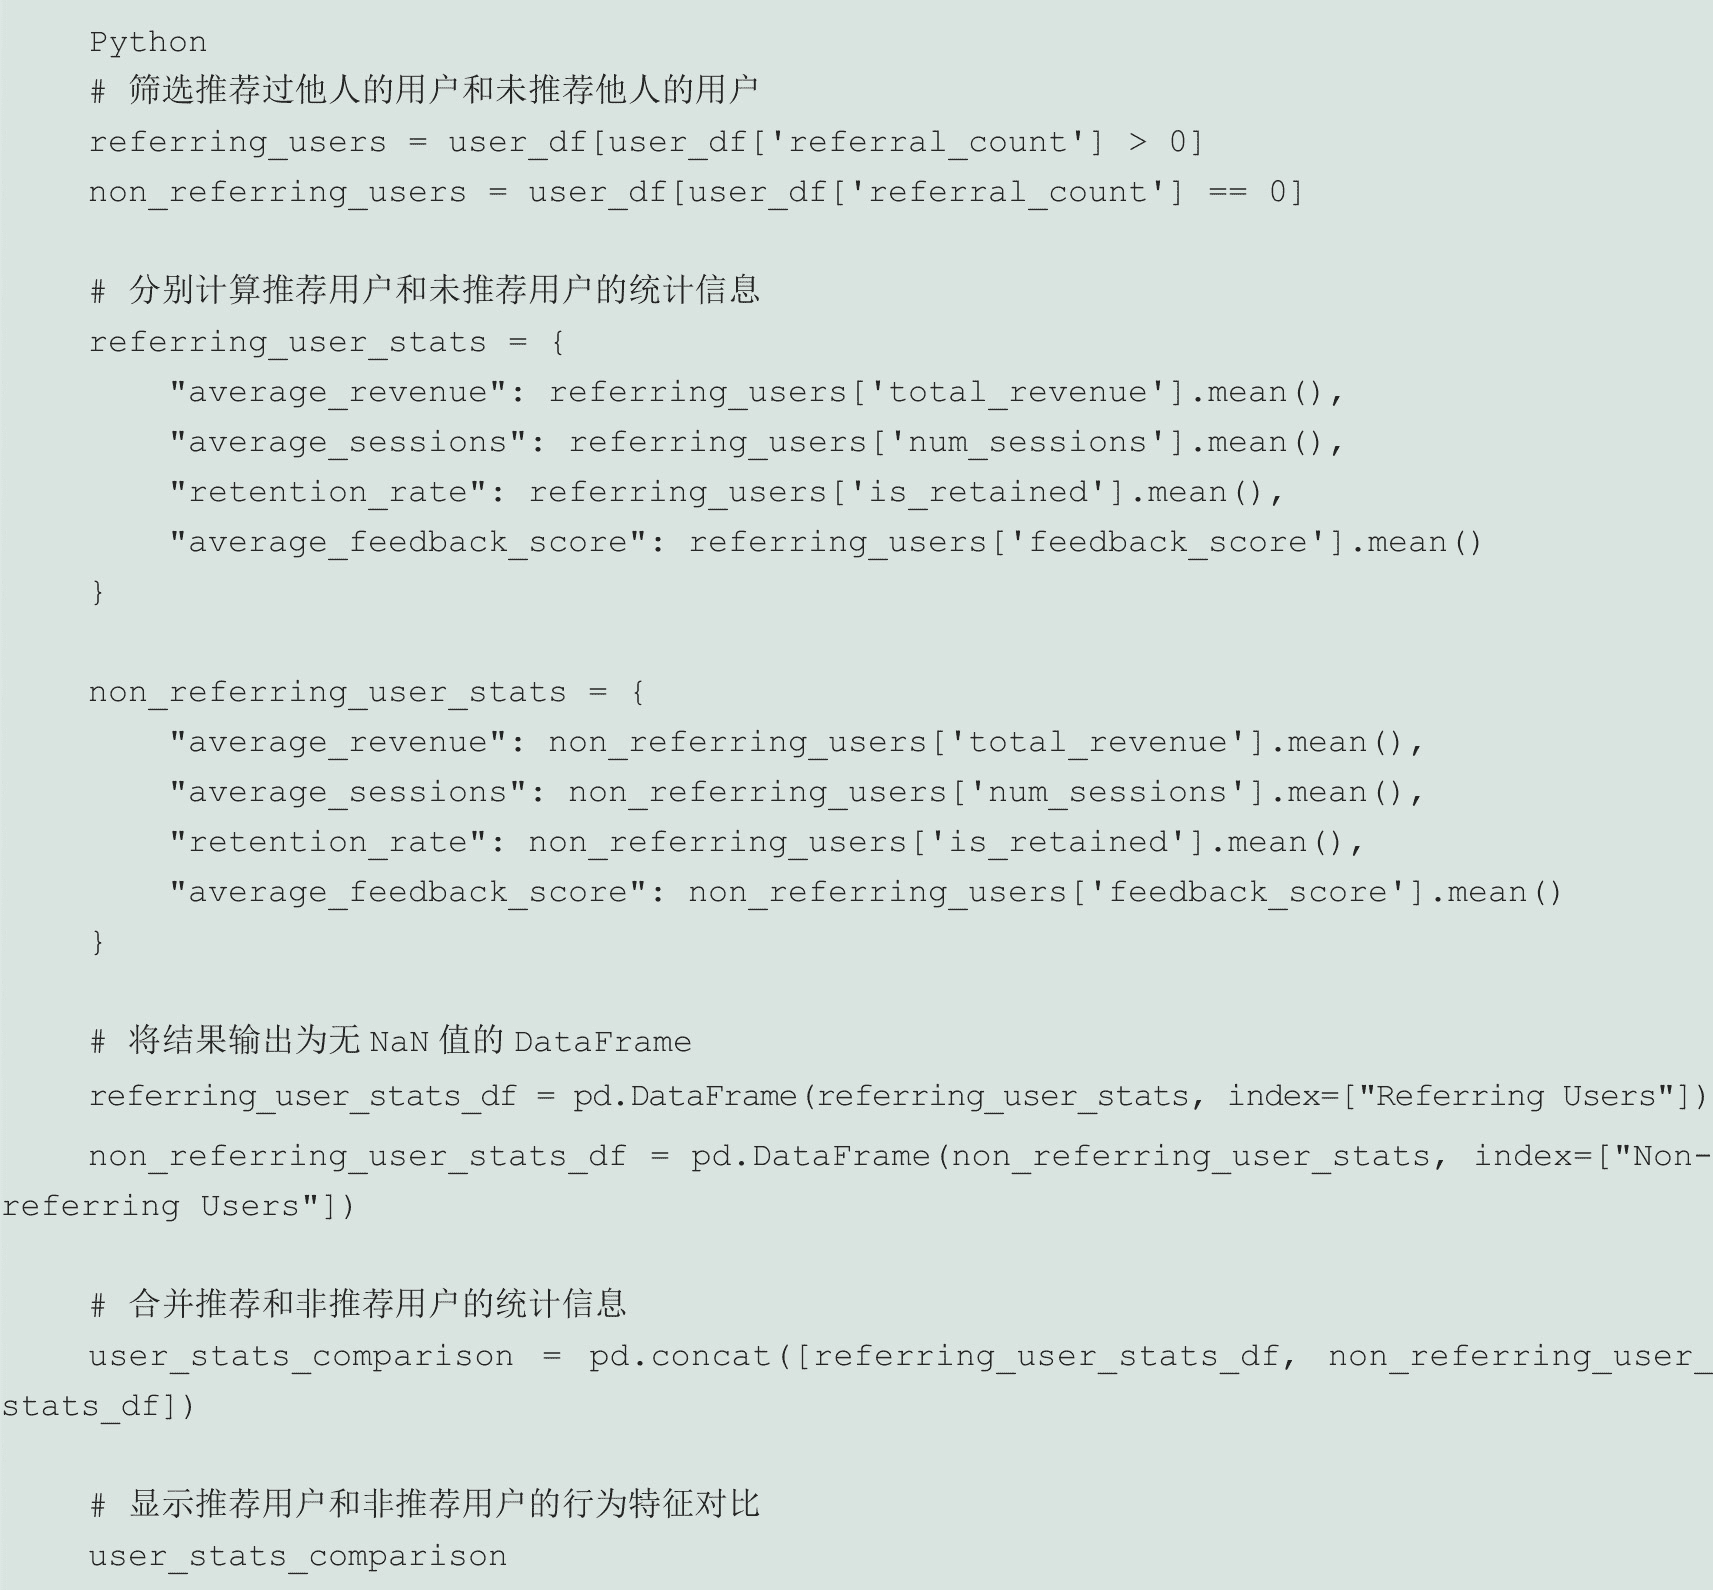 Python
# 筛选推荐过他人的用户和未推荐他人的用户
referring_users = user_df[user_df['referral_count'] > 0]
non_referring_users = user_df[user_df['referral_count'] == 0]

# 分别计算推荐用户和未推荐用户的统计信息
referring_user_stats = {
    "average_revenue": referring_users['total_revenue'].mean(),
    "average_sessions": referring_users['num_sessions'].mean(),
    "retention_rate": referring_users['is_retained'].mean(),
    "average_feedback_score": referring_users['feedback_score'].mean()
}

non_referring_user_stats = {
    "average_revenue": non_referring_users['total_revenue'].mean(),
    "average_sessions": non_referring_users['num_sessions'].mean(),
    "retention_rate": non_referring_users['is_retained'].mean(),
    "average_feedback_score": non_referring_users['feedback_score'].mean()
}

# 将结果输出为无 NaN 值的 DataFrame
referring_user_stats_df = pd.DataFrame(referring_user_stats, index=["Referring Users"])
non_referring_user_stats_df = pd.DataFrame(non_referring_user_stats, index=["Non-
referring Users"])

# 合并推荐和非推荐用户的统计信息
user_stats_comparison = pd.concat([referring_user_stats_df, non_referring_user_
stats_df])

# 显示推荐用户和非推荐用户的行为特征对比
user_stats_comparison